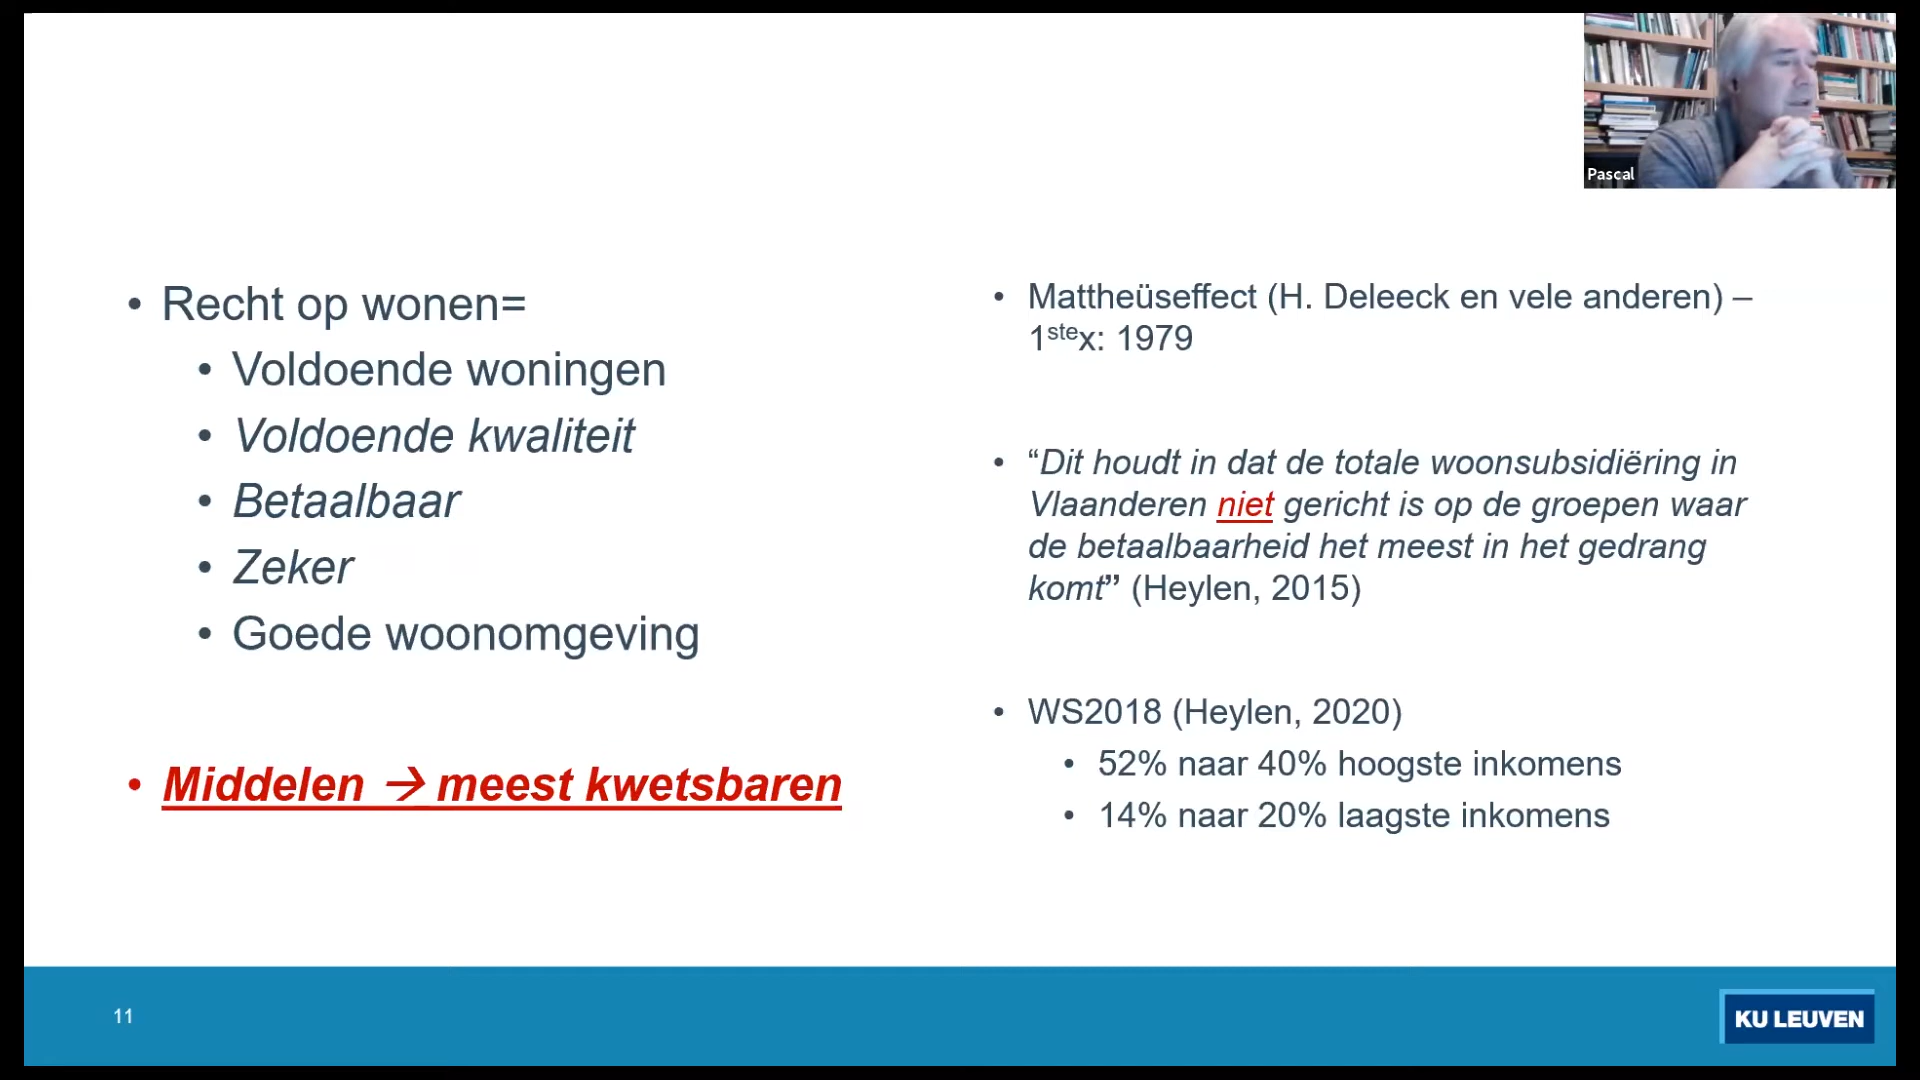 Pascal
• Recht op wonen=
• Voldoende woningen
• Voldoende kwaliteit
• Betaalbaar
• Zeker
• Goede woonomgeving
• Middelen → meest kwetsbaren
• Mattheüseffect (H. Deleeck en vele anderen) –
1stex: 1979
• “Dit houdt in dat de totale woonsubsidiëring in
Vlaanderen niet gericht is op de groepen waar
de betaalbaarheid het meest in het gedrang
komt” (Heylen, 2015)
• WS2018 (Heylen, 2020)
• 52% naar 40% hoogste inkomens
• 14% naar 20% laagste inkomens
11
KU LEUVEN